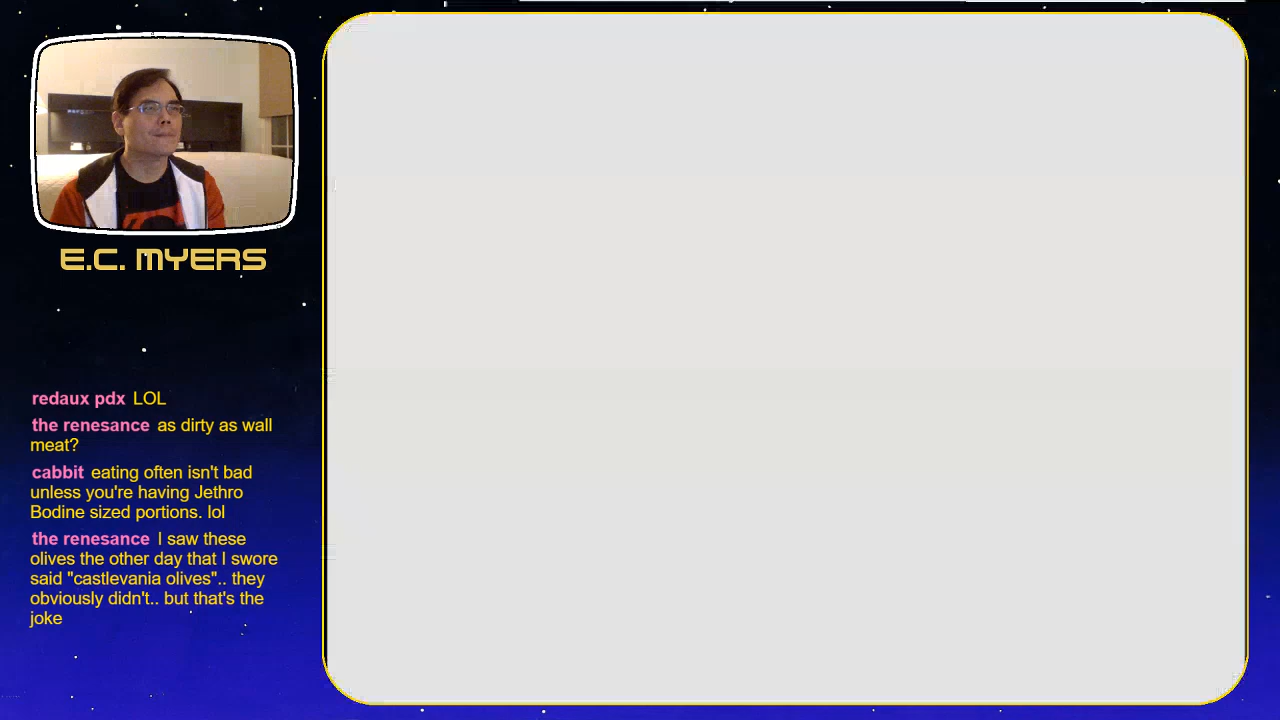 E.C. MYERS
redaux pdx LOL
the renesance as dirty as wall
meat?
cabbit eating often isn't bad
unless you're having Jethro
Bodine sized portions. lol
the renesance I saw these
olives the other day that I swore
said "castlevania olives".. they
obviously didn't.. but that's the
joke